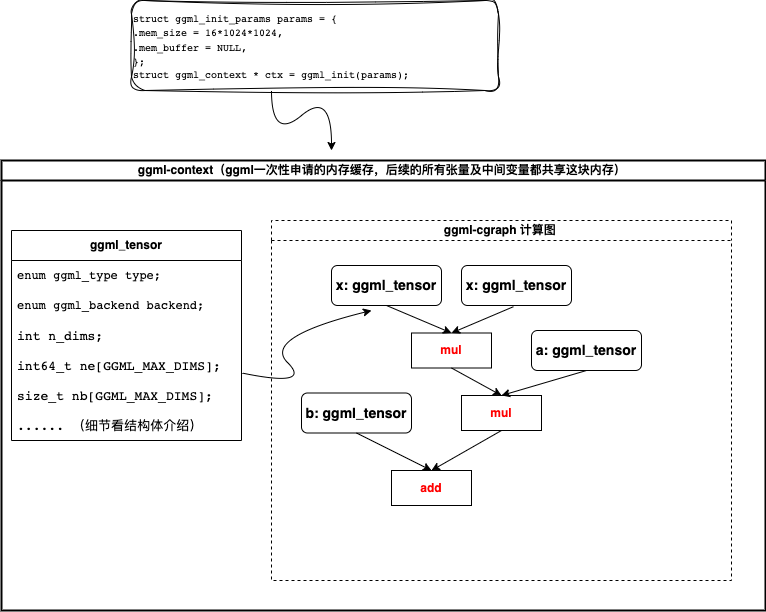 struct ggml_init_params params = {
.mem_size = 16*1024*1024,
.mem_buffer = NULL,
};
struct ggml_context * ctx = ggml_init(params);
ggml-context（ggml一次性申请的内存缓存，后续的所有张量及中间变量都共享这块内存）
ggml_tensor
enum ggml_type type;
enum ggml_backend backend;
int n_dims;
int64_t ne[GGML_MAX_DIMS];
size_t nb[GGML_MAX_DIMS];
...... （细节看结构体介绍）
ggml-cgraph 计算图
x: ggml_tensor
x: ggml_tensor
mul
a: ggml_tensor
mul
b: ggml_tensor
add